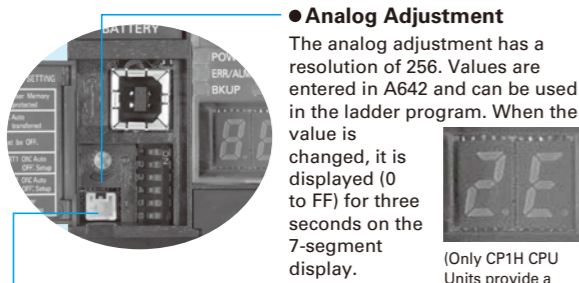 BATTERY
POW
ERR/ALM
BKUP
SETTING
● Analog Adjustment
The analog adjustment has a
resolution of 256. Values are
entered in A642 and can be used
in the ladder program. When the
value is
changed, it is
displayed (0
to FF) for three
seconds on the
7-segment
display.
2E
(Only CP1H CPU
Units provide a